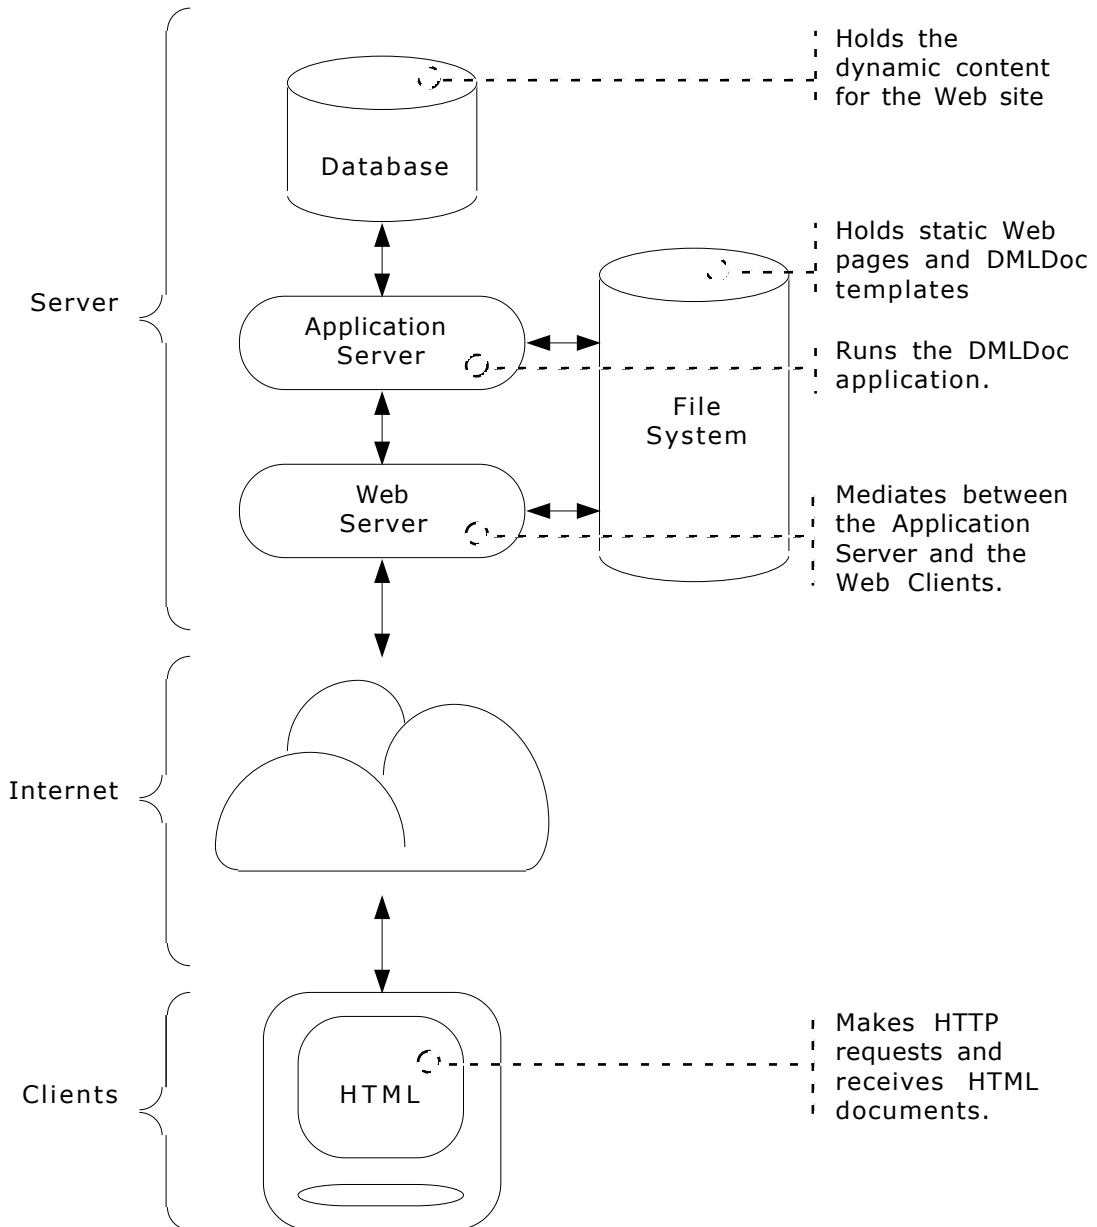 Holds the
dynamic content
for the Web site
Database
Holds static Web
pages and DMLDoc
templates
Server
Application
Server
Runs the DMLDoc
application.
File
System
Web
Server
Mediates between
the Application
Server and the
Web Clients.
Internet
Makes HTTP
requests and
receives HTML
documents.
Clients
HTML